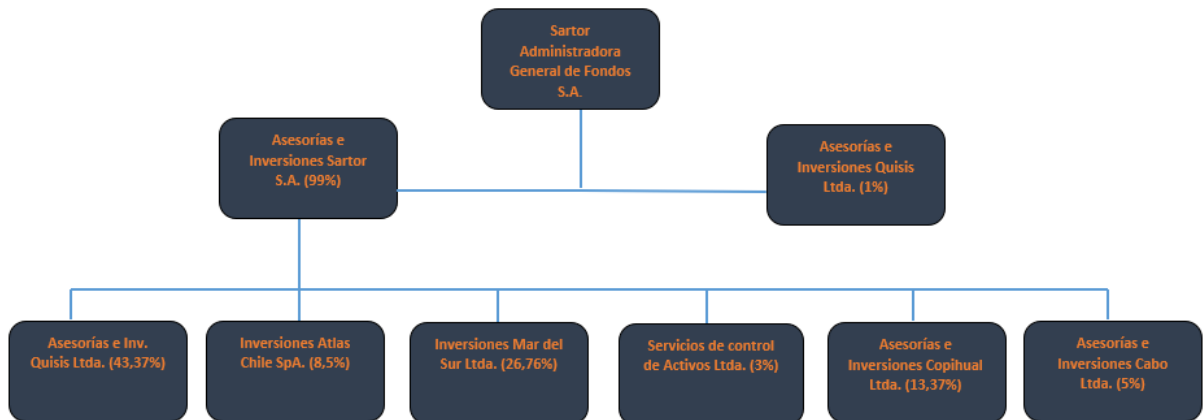 Sartor
Administradora
General de Fondos
S.A.
Asesorías e
Inversiones Sartor
S.A. (99%)
Asesorías e
Inversiones Quisis
Ltda. (1%)
Asesorías e Inv.
Quisis Ltda. (43,37%)
Inversiones Atlas
Chile SpA. (8,5%)
Inversiones Mar del
Sur Ltda. (26,76%)
Servicios de control
de Activos Ltda. (3%)
Asesorías e
Inversiones Copihual
Ltda. (13,37%)
Asesorías e
Inversiones Cabo
Ltda. (5%)